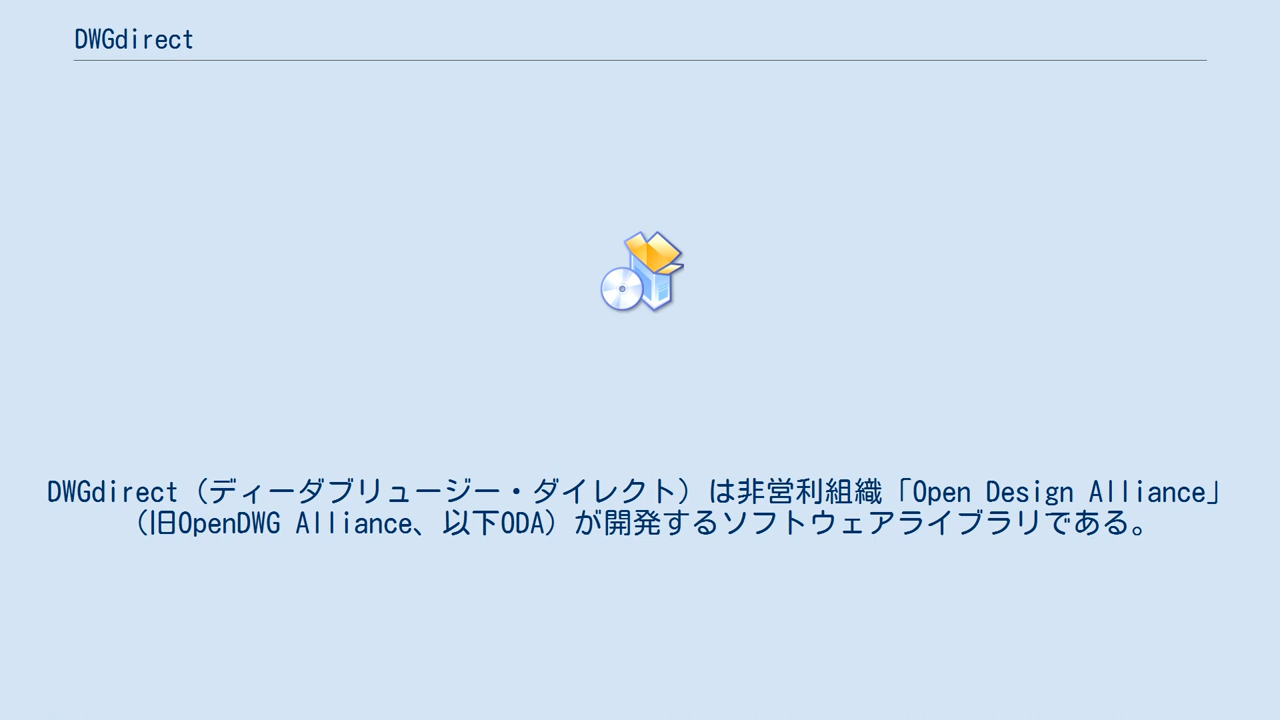 DWGdirect
DWGdirect（ディーダブリュージー・ダイレクト）は非営利組織「Open Design Alliance」
（旧OpenDWG Alliance、以下ODA）が開発するソフトウェアライブラリである。